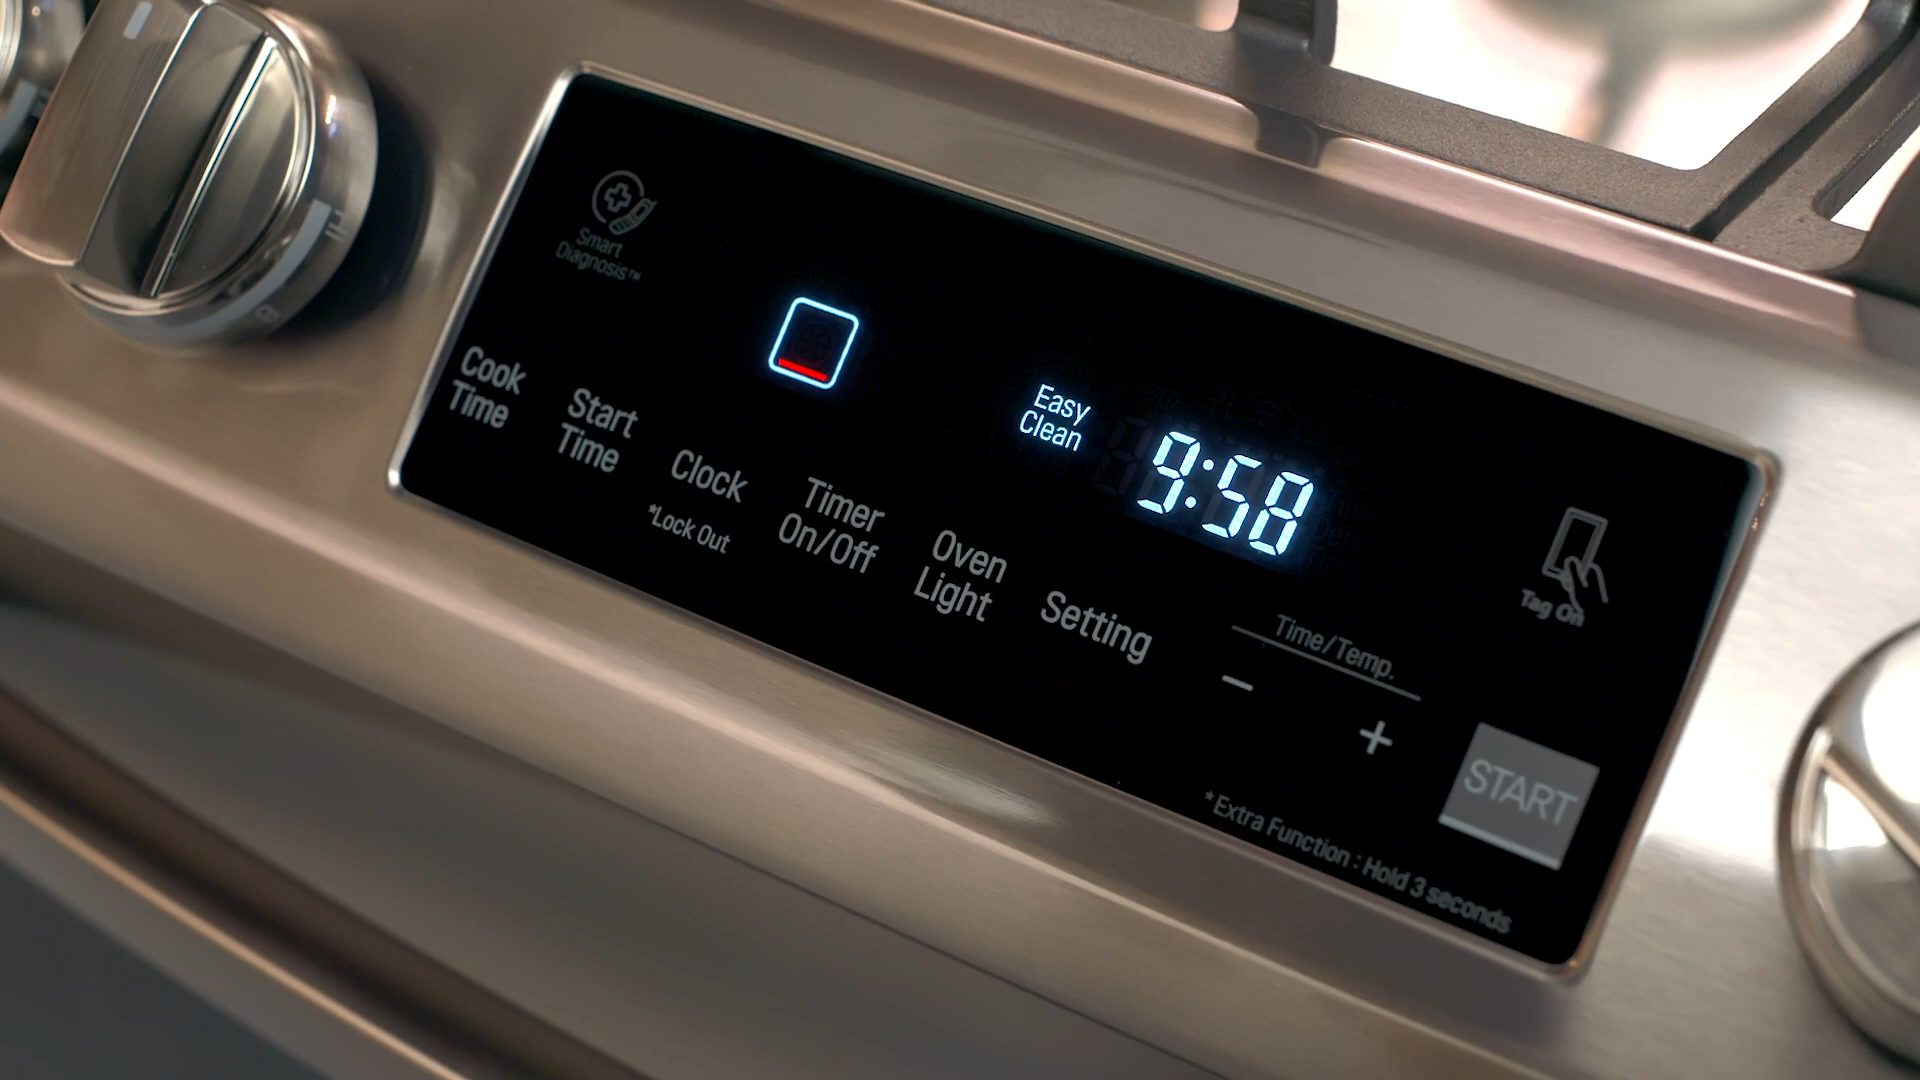 Smart
Diagnosis™
Easy
Clean
9:58
Cook
Time
Start
Time
Clock
*Lock Out
Timer
On/Off
Oven
Light
Setting
Tag On
Time/Temp.
− +
START
*Extra Function : Hold 3 seconds
HI